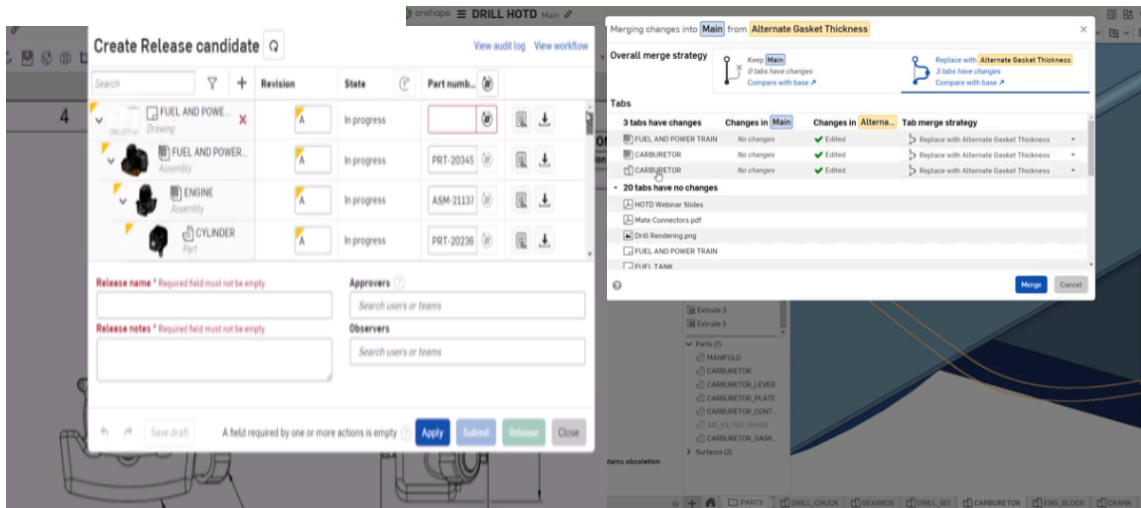 onshape DRILL HOTD Main
Create Release candidate
View audit log View workflow
Search Revision State Part numb...
4
FUEL AND POWE...
Drawing
A In progress
FUEL AND POWER...
Assembly
A In progress PRT-20345
ENGINE
Assembly
A In progress ASM-21137
CYLINDER
Part
A In progress PRT-20236
Release name * Required field must not be empty.
Approvers ?
Search users or teams
Release notes * Required field must not be empty.
Observers
Search users or teams
Save draft A field required by one or more actions is empty ? Apply Submit Release Close
Merging changes into Main from Alternate Gasket Thickness
Overall merge strategy
Keep Main
0 tabs have changes
Compare with base
Replace with Alternate Gasket Thickness
3 tabs have changes
Compare with base
Tabs
3 tabs have changes Changes in Main Changes in Alterna... Tab merge strategy
FUEL AND POWER TRAIN No changes Edited Replace with Alternate Gasket Thickness
CARBURETOR No changes Edited Replace with Alternate Gasket Thickness
CARBURETOR No changes Edited Replace with Alternate Gasket Thickness
20 tabs have no changes
HOTD Webinar Slides
Mate Connectors pdf
Drill Rendering.png
FUEL AND POWER TRAIN
FUEL TANK
? Merge Cancel
Extrude 3
Extrude 5
Parts (7)
MANIFOLD
CARBURETOR
CARBURETOR_LEVER
CARBURETOR_PLATE
CARBURETOR_CONT...
AIR_FILTER_COVER
CARBURETOR_GASK...
Surfaces (2)
PARTS DRILL_CHUCK GEARBOX DRILL_BIT CARBURETOR ENG_BLOCK CRANK